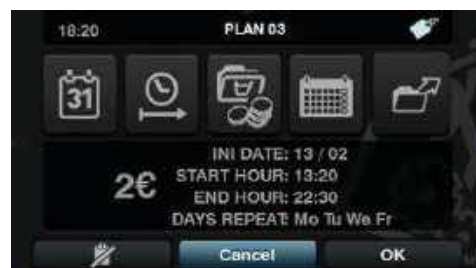 18:20 PLAN 03
31
2€
INI DATE: 13 / 02
START HOUR: 13:20
END HOUR: 22:30
DAYS REPEAT: Mo Tu We Fr
Cancel OK